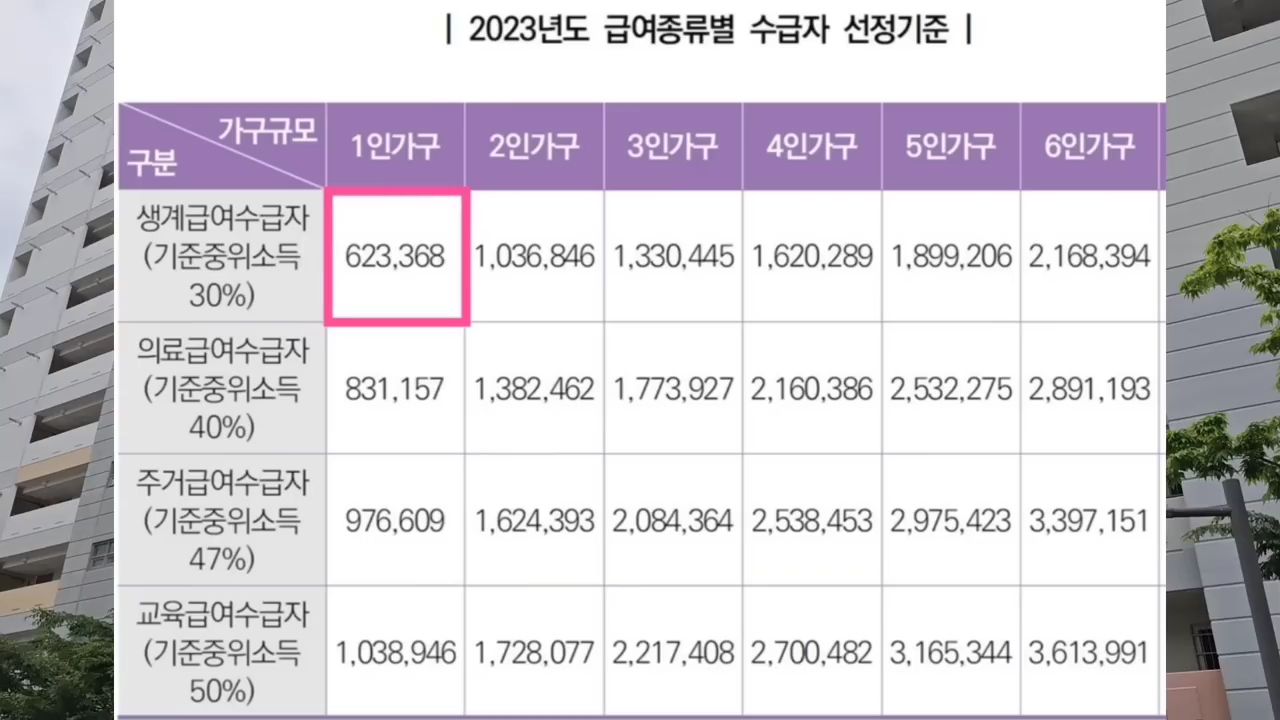 | 2023년도 급여종류별 수급자 선정기준 |
가구규모
구분
1인가구 2인가구 3인가구 4인가구 5인가구 6인가구
생계급여수급자
(기준중위소득
30%)
623,368 1,036,846 1,330,445 1,620,289 1,899,206 2,168,394
의료급여수급자
(기준중위소득
40%)
831,157 1,382,462 1,773,927 2,160,386 2,532,275 2,891,193
주거급여수급자
(기준중위소득
47%)
976,609 1,624,393 2,084,364 2,538,453 2,975,423 3,397,151
교육급여수급자
(기준중위소득
50%)
1,038,946 1,728,077 2,217,408 2,700,482 3,165,344 3,613,991